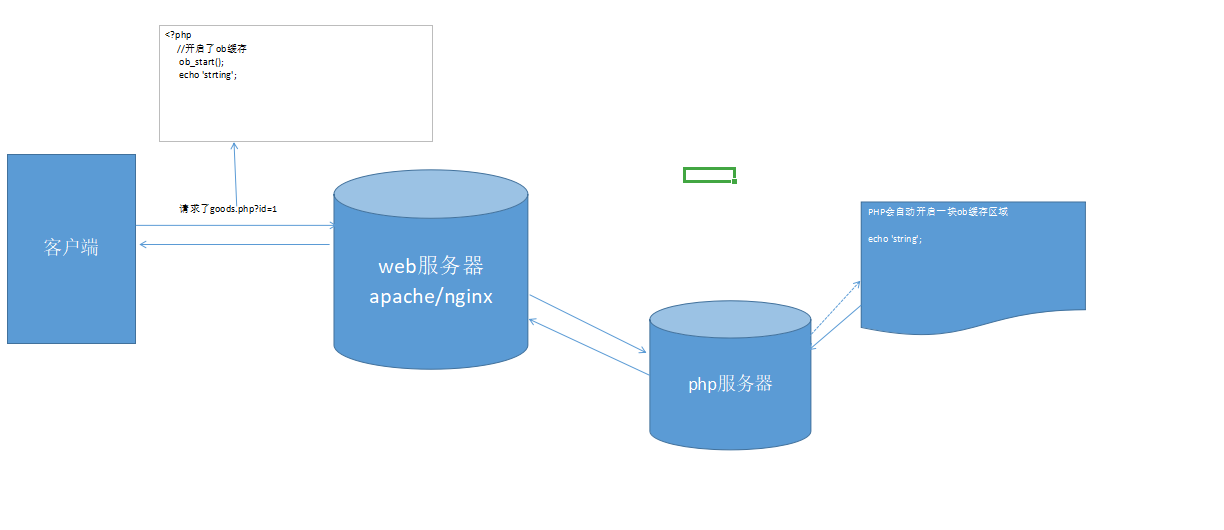 <?php
//开启了ob缓存
ob_start();
echo 'strting';
请求了goods.php?id=1
客户端
web服务器
apache/nginx
PHP会自动开启一块ob缓存区域
echo 'string';
php服务器